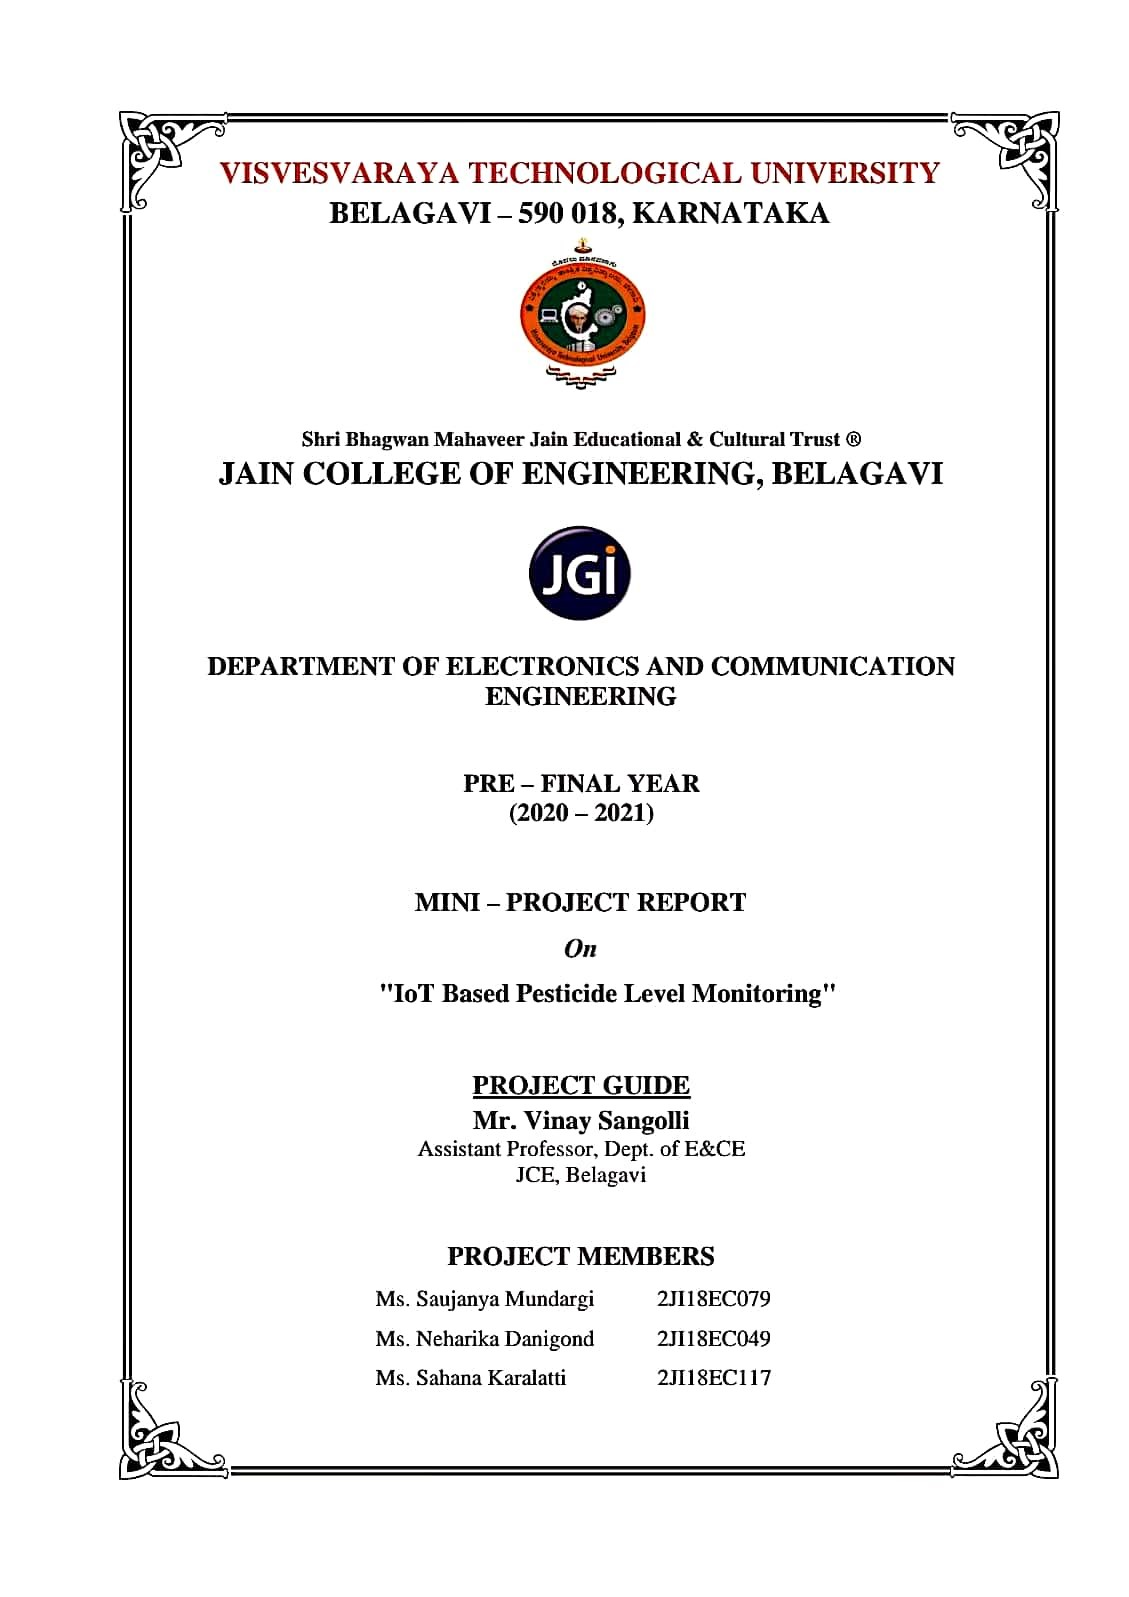 VISVESVARAYA TECHNOLOGICAL UNIVERSITY
BELAGAVI – 590 018, KARNATAKA
Shri Bhagwan Mahaveer Jain Educational & Cultural Trust ®
JAIN COLLEGE OF ENGINEERING, BELAGAVI
JGi
DEPARTMENT OF ELECTRONICS AND COMMUNICATION
ENGINEERING
PRE – FINAL YEAR
(2020 – 2021)
MINI – PROJECT REPORT
On
"IoT Based Pesticide Level Monitoring"
PROJECT GUIDE
Mr. Vinay Sangolli
Assistant Professor, Dept. of E&CE
JCE, Belagavi
PROJECT MEMBERS
Ms. Saujanya Mundargi 2JI18EC079
Ms. Neharika Danigond 2JI18EC049
Ms. Sahana Karalatti 2JI18EC117